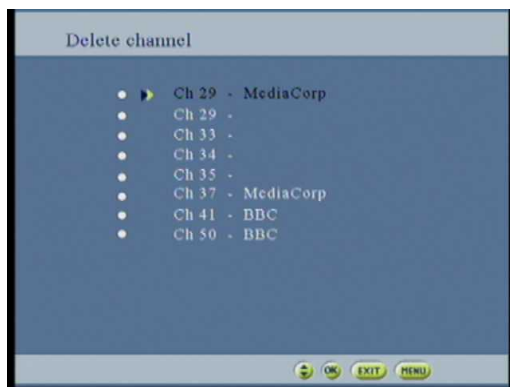 Delete channel
Ch 29 - MediaCorp
Ch 29 -
Ch 33 -
Ch 34 -
Ch 35 -
Ch 37 - MediaCorp
Ch 41 - BBC
Ch 50 - BBC
OK EXIT MENU